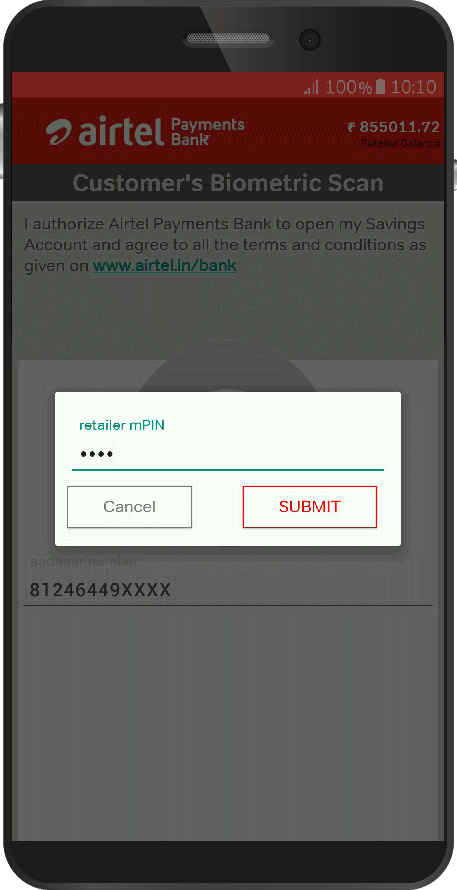 100% 10:10
airtel Payments Bank
₹ 855011.72
Retailer Balance
Customer's Biometric Scan
I authorize Airtel Payments Bank to open my Savings
Account and agree to all the terms and conditions as
given on www.airtel.in/bank
retailer mPIN
••••
Cancel SUBMIT
aadhaar number
81246449XXXX